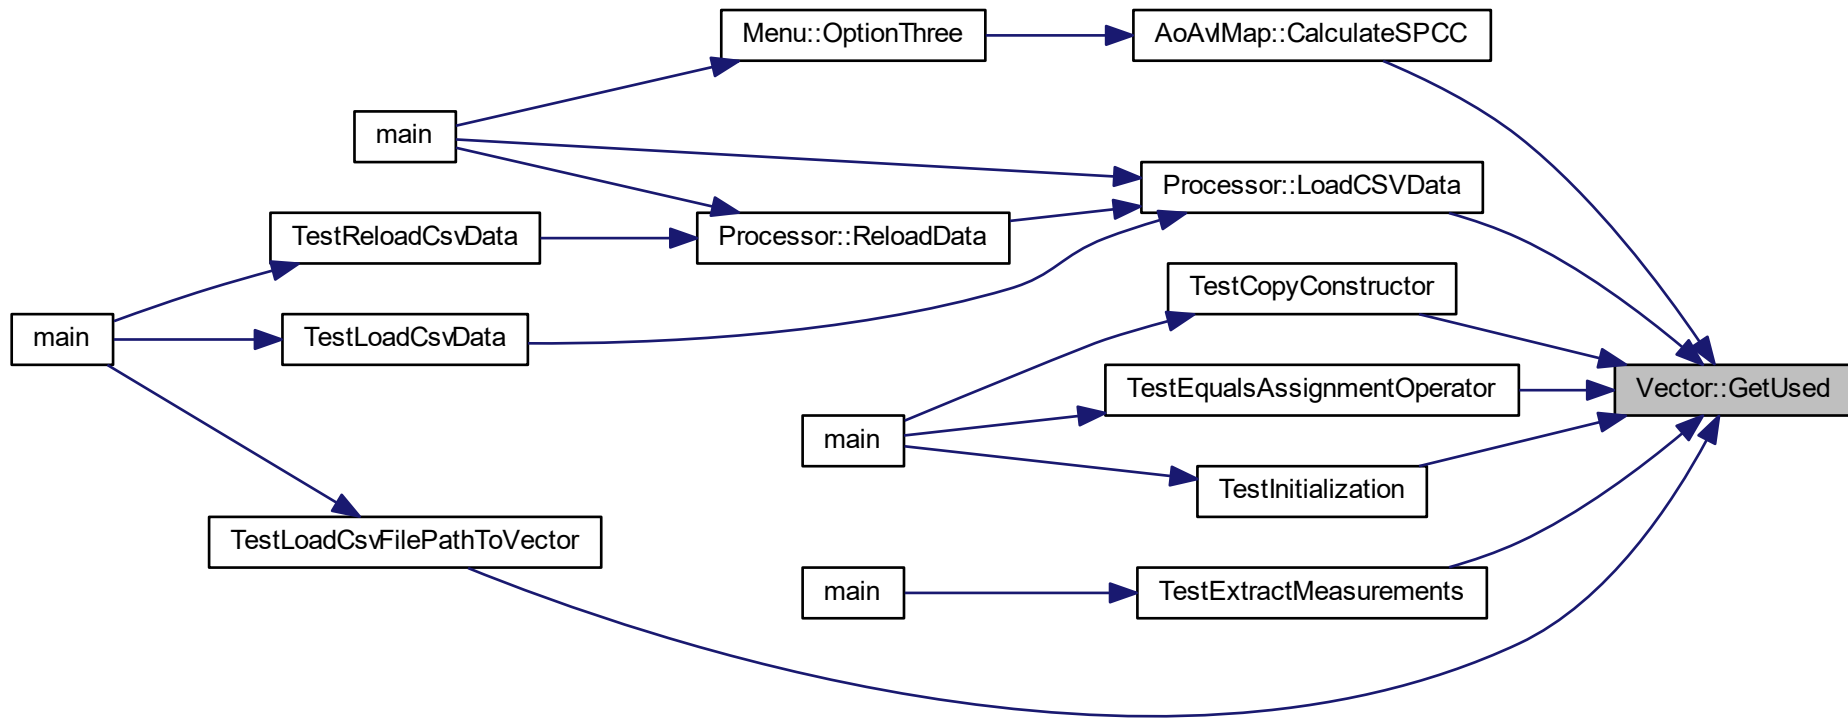 Menu::OptionThree
AoAvlMap::CalculateSPCC
main
Processor::LoadCSVData
TestReloadCsvData
Processor::ReloadData
TestCopyConstructor
main
TestLoadCsvData
TestEqualsAssignmentOperator
Vector::GetUsed
main
TestInitialization
TestLoadCsvFilePathToVector
main
TestExtractMeasurements